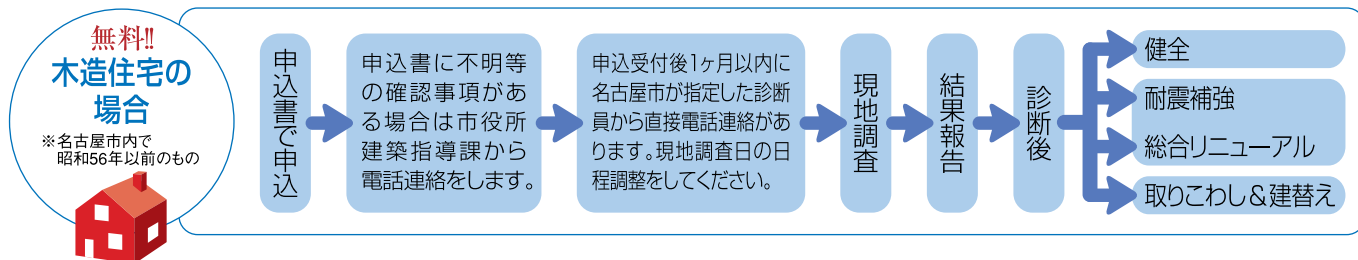 無料!!
木造住宅の
場合
※名古屋市内で
昭和56年以前のもの
申込書で申込
申込書に不明等
の確認事項があ
る場合は市役所
建築指導課から
電話連絡をします。
申込受付後1ヶ月以内に
名古屋市が指定した診断
員から直接電話連絡があ
ります。現地調査日の日
程調整をしてください。
現地調査
結果報告
診断後
健全
耐震補強
総合リニューアル
取りこわし&建替え